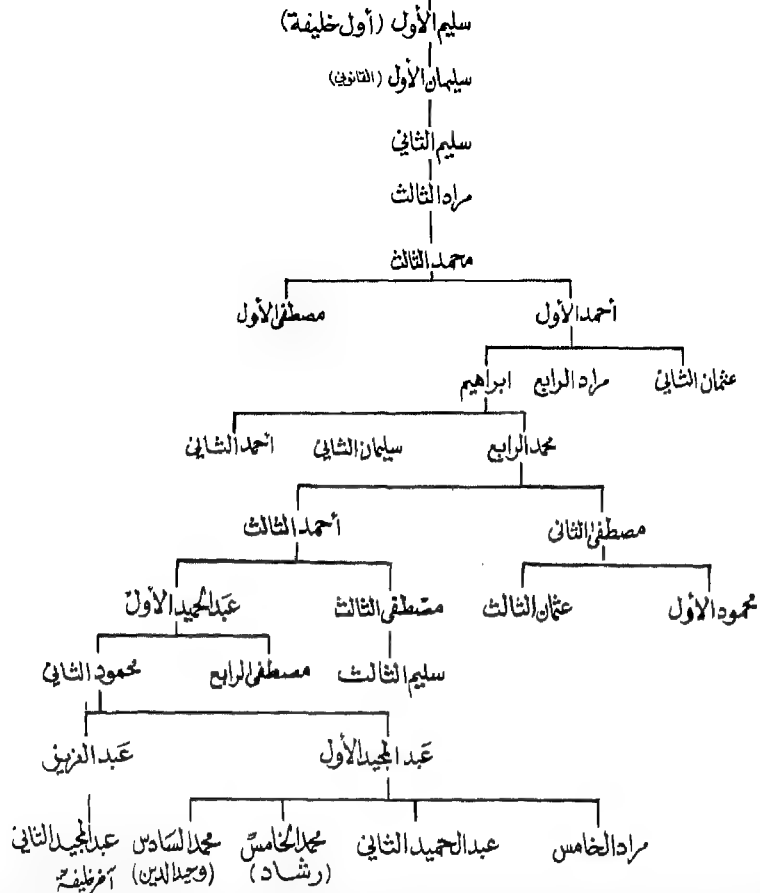 سليم الأول (أول خليفة)
سليمان الأول (القانوني)
سليم الثاني
مراد الثالث
محمد الثالث
أحمد الأول مصطفى الأول
عثمان الثاني مراد الرابع ابراهيم
محمد الرابع سليمان الثاني احمد الثاني
مصطفى الثاني أحمد الثالث
محمود الأول عثمان الثالث مصطفى الثالث عبد الحميد الأول
سليم الثالث مصطفى الرابع محمود الثاني
عبد المجيد الأول عبد العزيز
مراد الخامس عبد الحميد الثاني محمد الخامس محمد السادس عبد المجيد الثاني
(رشاد) (وحيد الدين) آخر خليفة